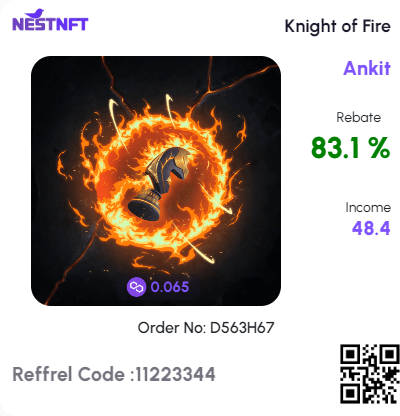 NESTNFT
Knight of Fire
Ankit
Rebate
83.1 %
Income
48.4
0.065
Order No: D563H67
Reffrel Code :11223344